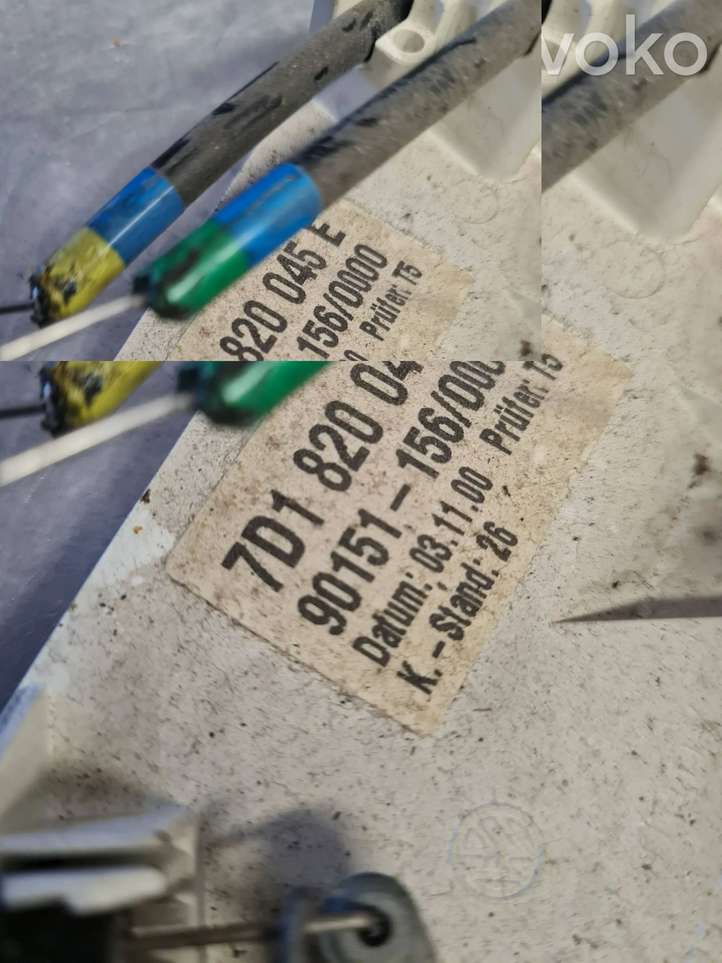 voko
820 045 E
156/0000
Prüfer: T5
7D1 820 04
90151-156/000
Datum: 03.11.00 Prüfer: T5
K.-Stand: 26